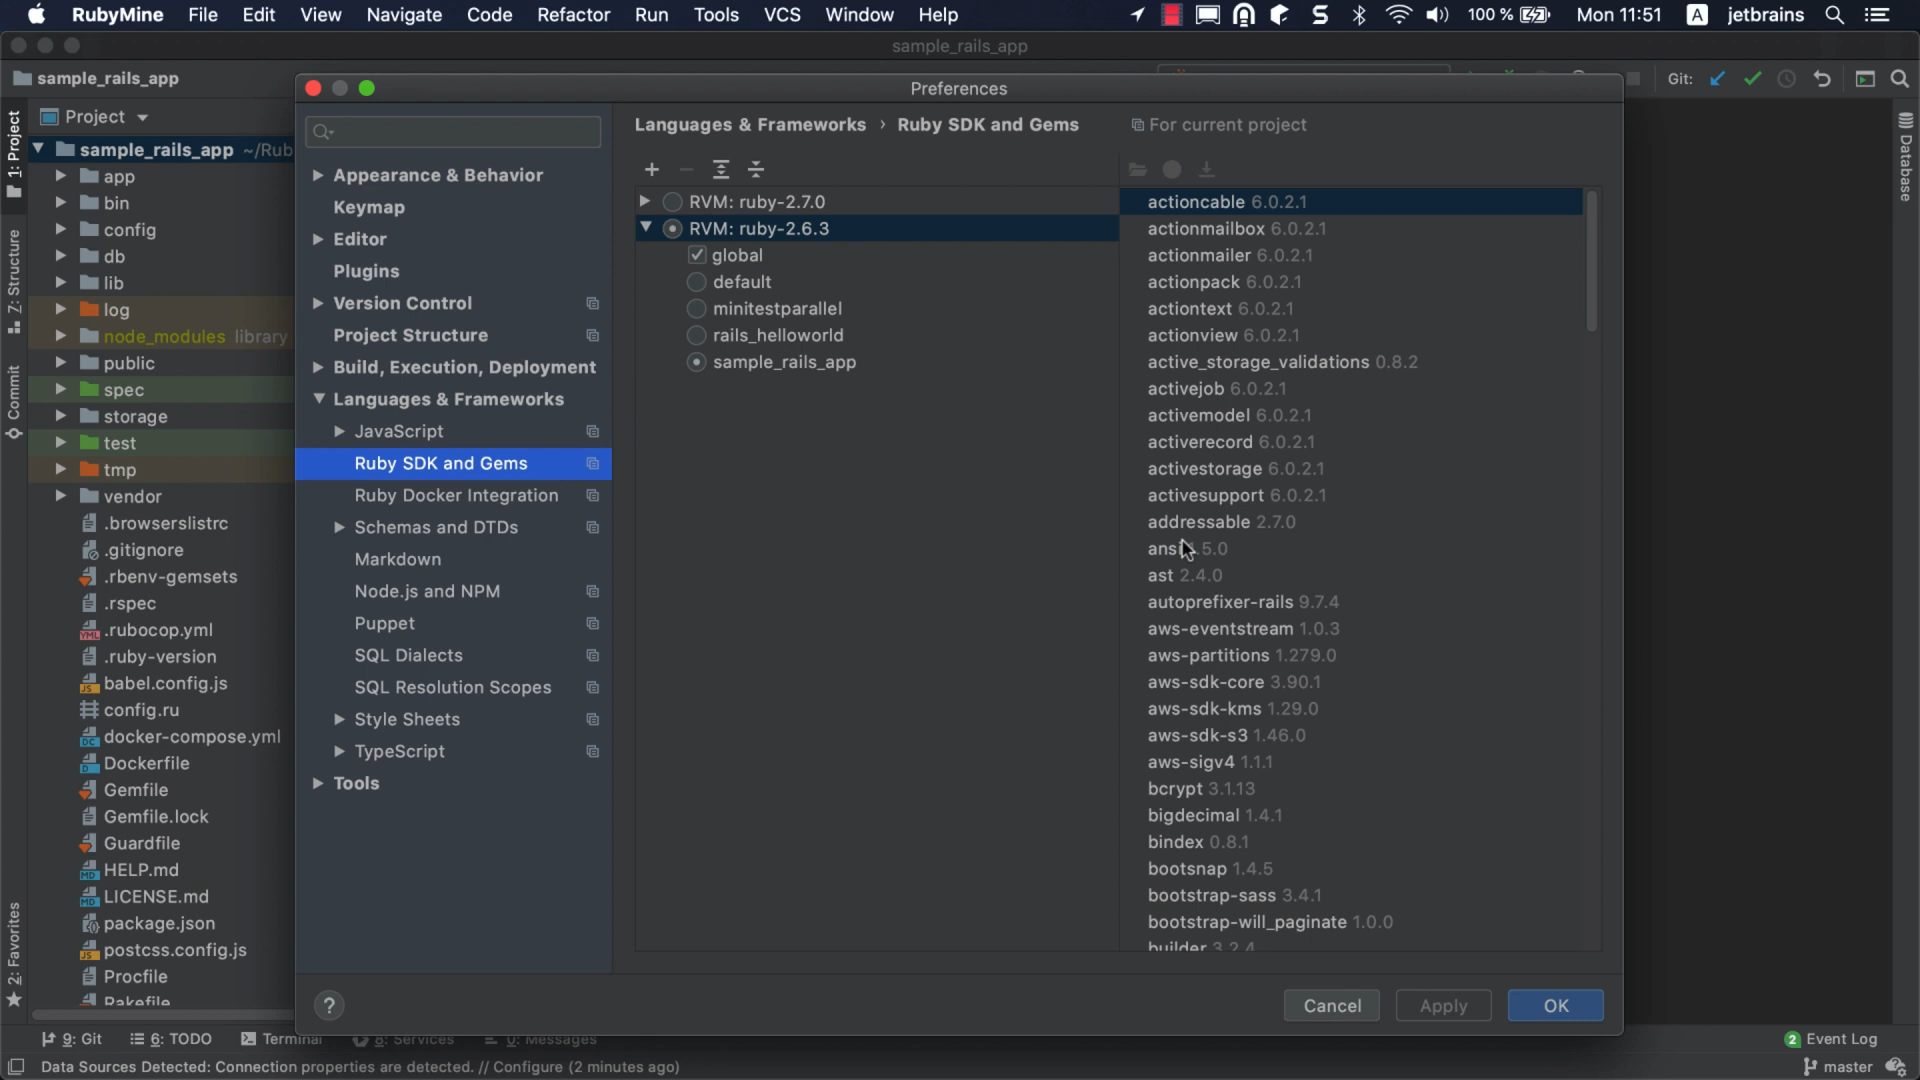 RubyMine File Edit View Navigate Code Refactor Run Tools VCS Window Help 100 % Mon 11:51 A jetbrains
sample_rails_app
sample_rails_app
Git:
Preferences
1: Project
Z: Structure
Commit
2: Favorites
Project
sample_rails_app ~/Rub
app
bin
config
db
lib
log
node_modules library
public
spec
storage
test
tmp
vendor
.browserslistrc
.gitignore
.rbenv-gemsets
.rspec
.rubocop.yml
.ruby-version
babel.config.js
config.ru
docker-compose.yml
Dockerfile
Gemfile
Gemfile.lock
Guardfile
HELP.md
LICENSE.md
package.json
postcss.config.js
Procfile
Rakefile
Appearance & Behavior
Keymap
Editor
Plugins
Version Control
Project Structure
Build, Execution, Deployment
Languages & Frameworks
JavaScript
Ruby SDK and Gems
Ruby Docker Integration
Schemas and DTDs
Markdown
Node.js and NPM
Puppet
SQL Dialects
SQL Resolution Scopes
Style Sheets
TypeScript
Tools
Languages & Frameworks › Ruby SDK and Gems For current project
RVM: ruby-2.7.0
RVM: ruby-2.6.3
global
default
minitestparallel
rails_helloworld
sample_rails_app
actioncable 6.0.2.1
actionmailbox 6.0.2.1
actionmailer 6.0.2.1
actionpack 6.0.2.1
actiontext 6.0.2.1
actionview 6.0.2.1
active_storage_validations 0.8.2
activejob 6.0.2.1
activemodel 6.0.2.1
activerecord 6.0.2.1
activestorage 6.0.2.1
activesupport 6.0.2.1
addressable 2.7.0
ansi .5.0
ast 2.4.0
autoprefixer-rails 9.7.4
aws-eventstream 1.0.3
aws-partitions 1.279.0
aws-sdk-core 3.90.1
aws-sdk-kms 1.29.0
aws-sdk-s3 1.46.0
aws-sigv4 1.1.1
bcrypt 3.1.13
bigdecimal 1.4.1
bindex 0.8.1
bootsnap 1.4.5
bootstrap-sass 3.4.1
bootstrap-will_paginate 1.0.0
builder 3.2.4
Database
? Cancel Apply OK
9: Git 6: TODO Terminal 8: Services 0: Messages 2 Event Log
Data Sources Detected: Connection properties are detected. // Configure (2 minutes ago) master